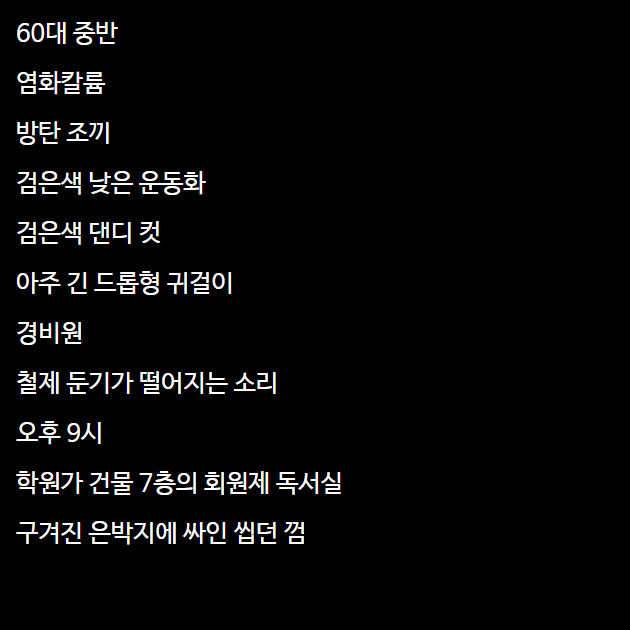 60대 중반
염화칼륨
방탄 조끼
검은색 낮은 운동화
검은색 댄디 컷
아주 긴 드롭형 귀걸이
경비원
철제 둔기가 떨어지는 소리
오후 9시
학원가 건물 7층의 회원제 독서실
구겨진 은박지에 싸인 씹던 껌